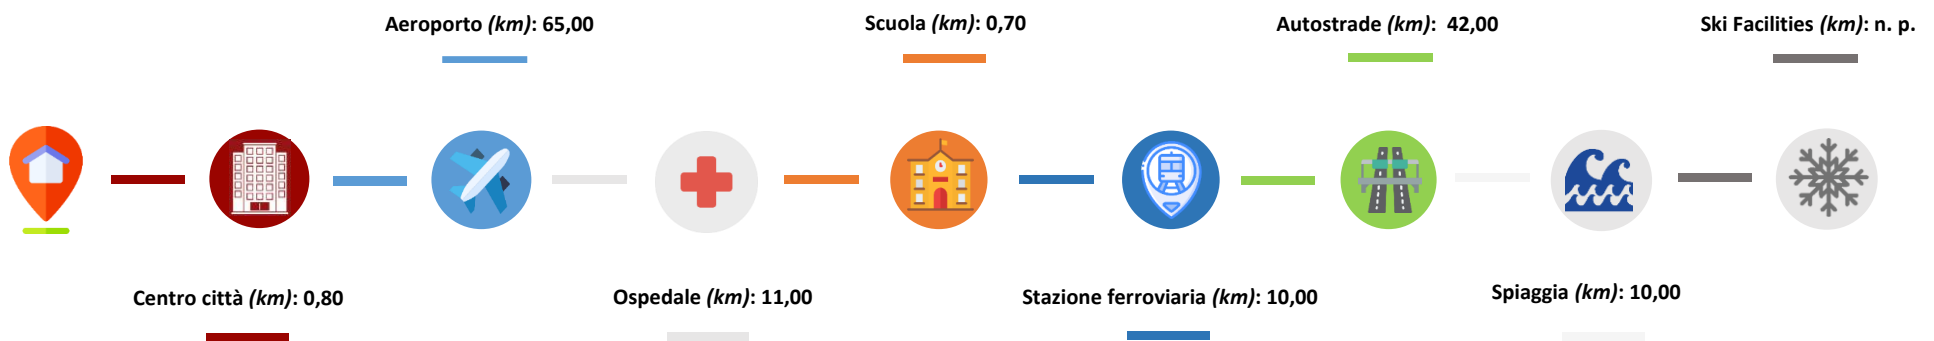 Aeroporto (km): 65,00
Scuola (km): 0,70
Autostrade (km):  42,00
Ski Facilities (km): n. p.
Centro città (km): 0,80
Ospedale (km): 11,00
Stazione ferroviaria (km): 10,00
Spiaggia (km): 10,00